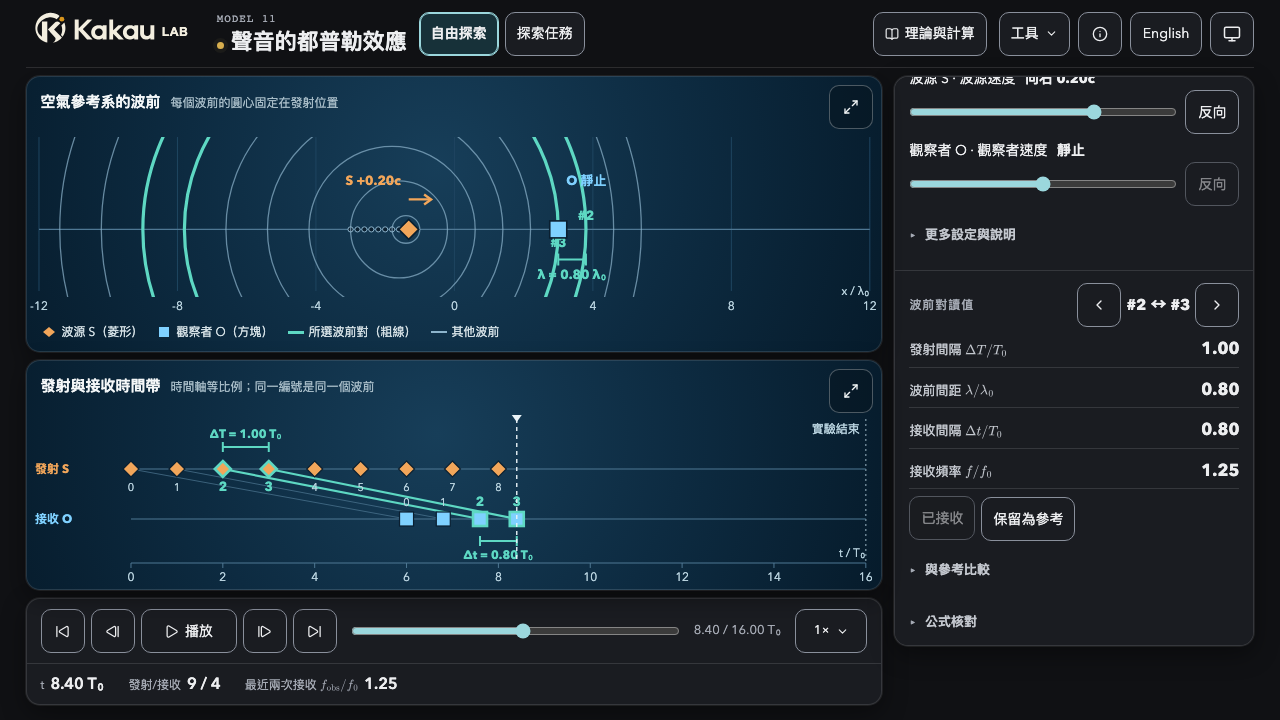 Kakau LAB
MODEL 11
聲音的都普勒效應
自由探索
探索任務
理論與計算
工具
English
空氣參考系的波前 每個波前的圓心固定在發射位置
S +0.20c
O 靜止
#2
#3
λ = 0.80 λ₀
x / λ₀
-12 -8 -4 0 4 8 12
波源 S（菱形） 觀察者 O（方塊） 所選波前對（粗線） 其他波前
發射與接收時間帶 時間軸等比例；同一編號是同一個波前
實驗結束
ΔT = 1.00 T₀
發射 S
0 1 2 3 4 5 6 7 8
0 1 2 3
接收 O
Δt = 0.80 T₀
t / T₀
0 2 4 6 8 10 12 14 16
播放
8.40 / 16.00 T₀
1×
t 8.40 T₀ 發射/接收 9 / 4 最近兩次接收 f_obs/f₀ 1.25
波源 S · 波源速度 向右 0.20c
反向
觀察者 O · 觀察者速度 靜止
反向
更多設定與說明
波前對讀值 #2 ↔ #3
發射間隔 ΔT/T₀ 1.00
波前間距 λ/λ₀ 0.80
接收間隔 Δt/T₀ 0.80
接收頻率 f/f₀ 1.25
已接收
保留為參考
與參考比較
公式核對